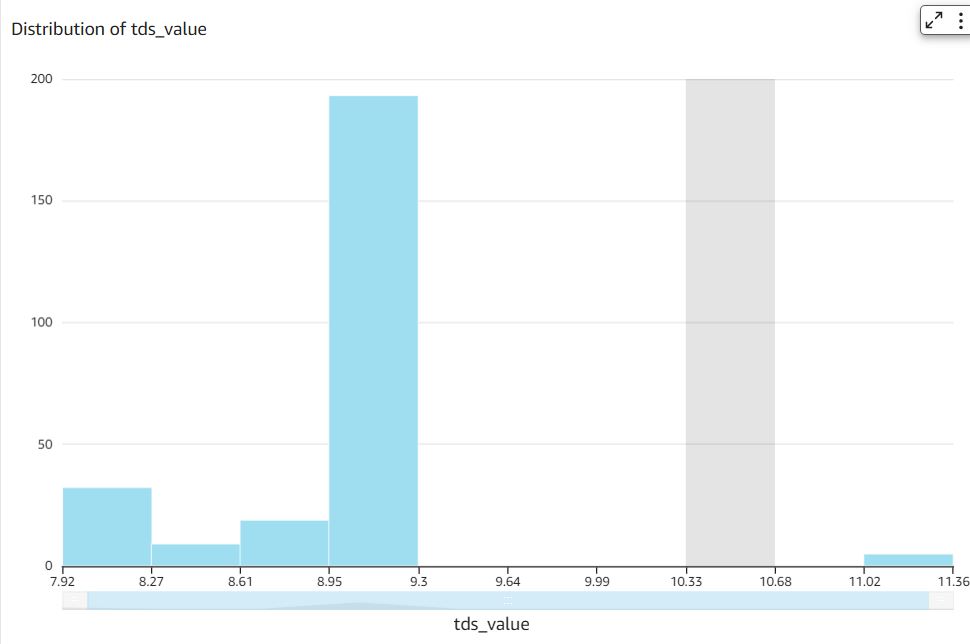 Distribution of tds_value
200
150
100
50
0
7.92 8.27 8.61 8.95 9.3 9.64 9.99 10.33 10.68 11.02 11.36
tds_value